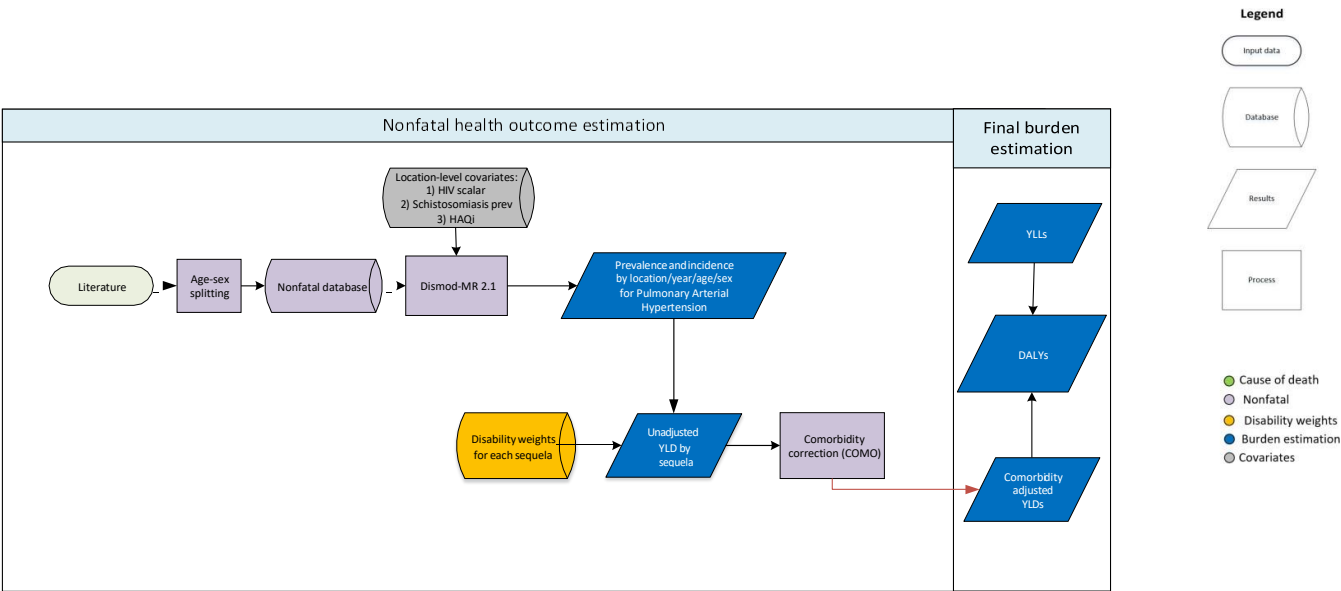 Legend
Input data
Database
Results
Process
Cause of death
Nonfatal
Disability weights
Burden estimation
Covariates
Nonfatal health outcome estimation
Final burden
estimation
Location-level covariates:
1) HIV scalar
2) Schistosomiasis prev
3) HAQi
Literature
Age-sex
splitting
Nonfatal database
Dismod-MR 2.1
Prevalence and incidence
by location/year/age/sex
for Pulmonary Arterial
Hypertension
Disability weights
for each sequela
Unadjusted
YLD by
sequela
Comorbidity
correction (COMO)
YLLs
DALYs
Comorbidity
adjusted
YLDs